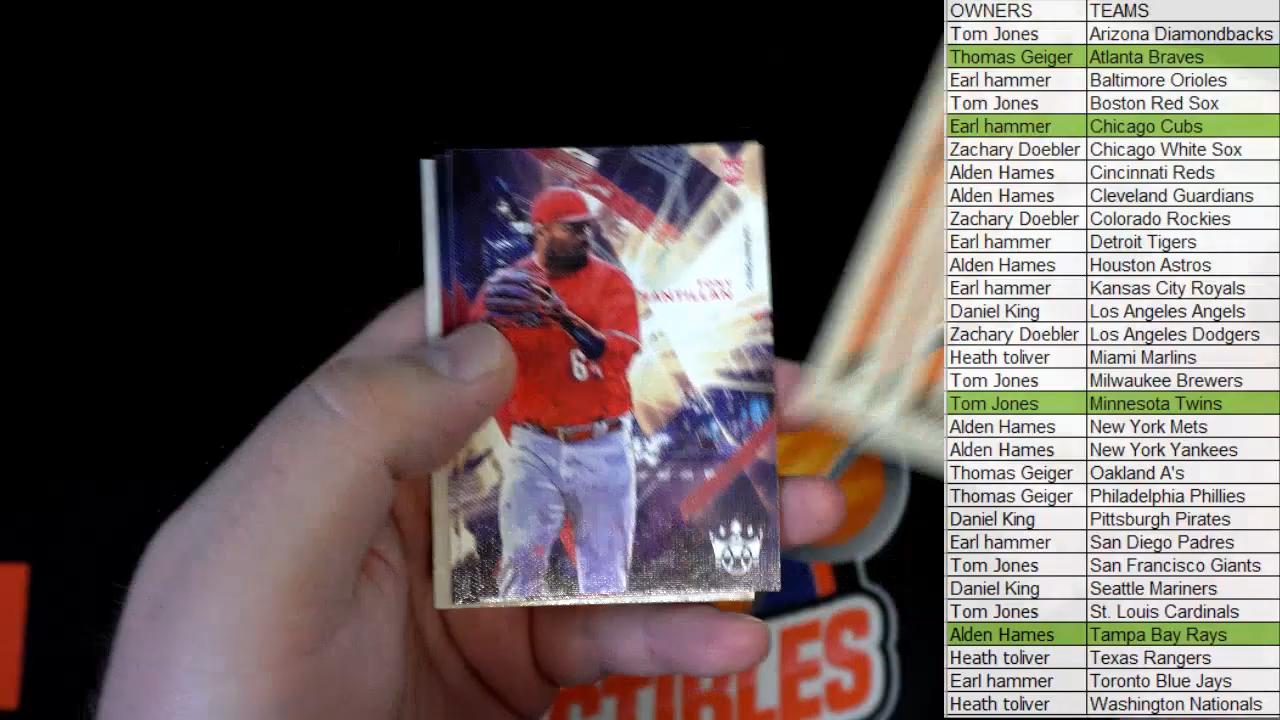 OWNERS TEAMS
Tom Jones Arizona Diamondbacks
Thomas Geiger Atlanta Braves
Earl hammer Baltimore Orioles
Tom Jones Boston Red Sox
Earl hammer Chicago Cubs
Zachary Doebler Chicago White Sox
Alden Hames Cincinnati Reds
Alden Hames Cleveland Guardians
Zachary Doebler Colorado Rockies
Earl hammer Detroit Tigers
Alden Hames Houston Astros
Earl hammer Kansas City Royals
Daniel King Los Angeles Angels
Zachary Doebler Los Angeles Dodgers
Heath toliver Miami Marlins
Tom Jones Milwaukee Brewers
Tom Jones Minnesota Twins
Alden Hames New York Mets
Alden Hames New York Yankees
Thomas Geiger Oakland A's
Thomas Geiger Philadelphia Phillies
Daniel King Pittsburgh Pirates
Earl hammer San Diego Padres
Tom Jones San Francisco Giants
Daniel King Seattle Mariners
Tom Jones St. Louis Cardinals
Alden Hames Tampa Bay Rays
Heath toliver Texas Rangers
Earl hammer Toronto Blue Jays
Heath toliver Washington Nationals